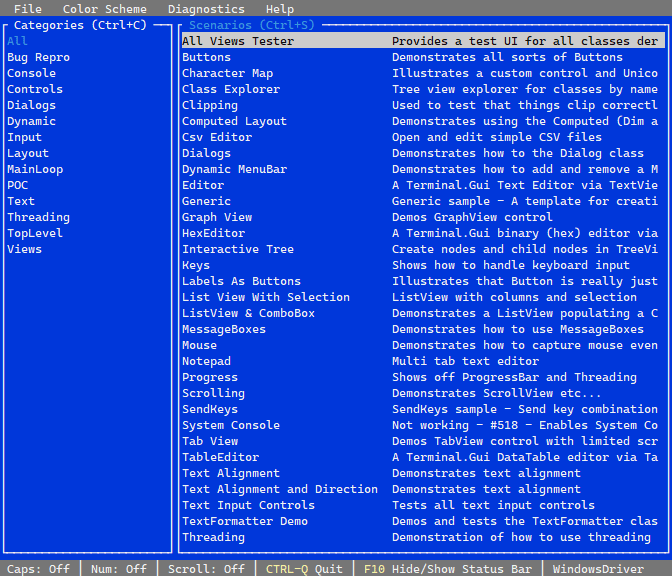 File Color Scheme Diagnostics Help
Categories (Ctrl+C) Scenarios (Ctrl+S)
All All Views Tester Provides a test UI for all classes der
Bug Repro Buttons Demonstrates all sorts of Buttons
Console Character Map Illustrates a custom control and Unico
Controls Class Explorer Tree view explorer for classes by name
Dialogs Clipping Used to test that things clip correctl
Dynamic Computed Layout Demonstrates using the Computed (Dim a
Input Csv Editor Open and edit simple CSV files
Layout Dialogs Demonstrates how to the Dialog class
MainLoop Dynamic MenuBar Demonstrates how to add and remove a M
POC Editor A Terminal.Gui Text Editor via TextVie
Text Generic Generic sample - A template for creati
Threading Graph View Demos GraphView control
TopLevel HexEditor A Terminal.Gui binary (hex) editor via
Views Interactive Tree Create nodes and child nodes in TreeVi
Keys Shows how to handle keyboard input
Labels As Buttons Illustrates that Button is really just
List View With Selection ListView with columns and selection
ListView & ComboBox Demonstrates a ListView populating a C
MessageBoxes Demonstrates how to use MessageBoxes
Mouse Demonstrates how to capture mouse even
Notepad Multi tab text editor
Progress Shows off ProgressBar and Threading
Scrolling Demonstrates ScrollView etc...
SendKeys SendKeys sample - Send key combination
System Console Not working - #518 - Enables System Co
Tab View Demos TabView control with limited scr
TableEditor A Terminal.Gui DataTable editor via Ta
Text Alignment Demonstrates text alignment
Text Alignment and Direction Demonstrates text alignment
Text Input Controls Tests all text input controls
TextFormatter Demo Demos and tests the TextFormatter clas
Threading Demonstration of how to use threading
Caps: Off │ Num: Off │ Scroll: Off │ CTRL-Q Quit │ F10 Hide/Show Status Bar │ WindowsDriver